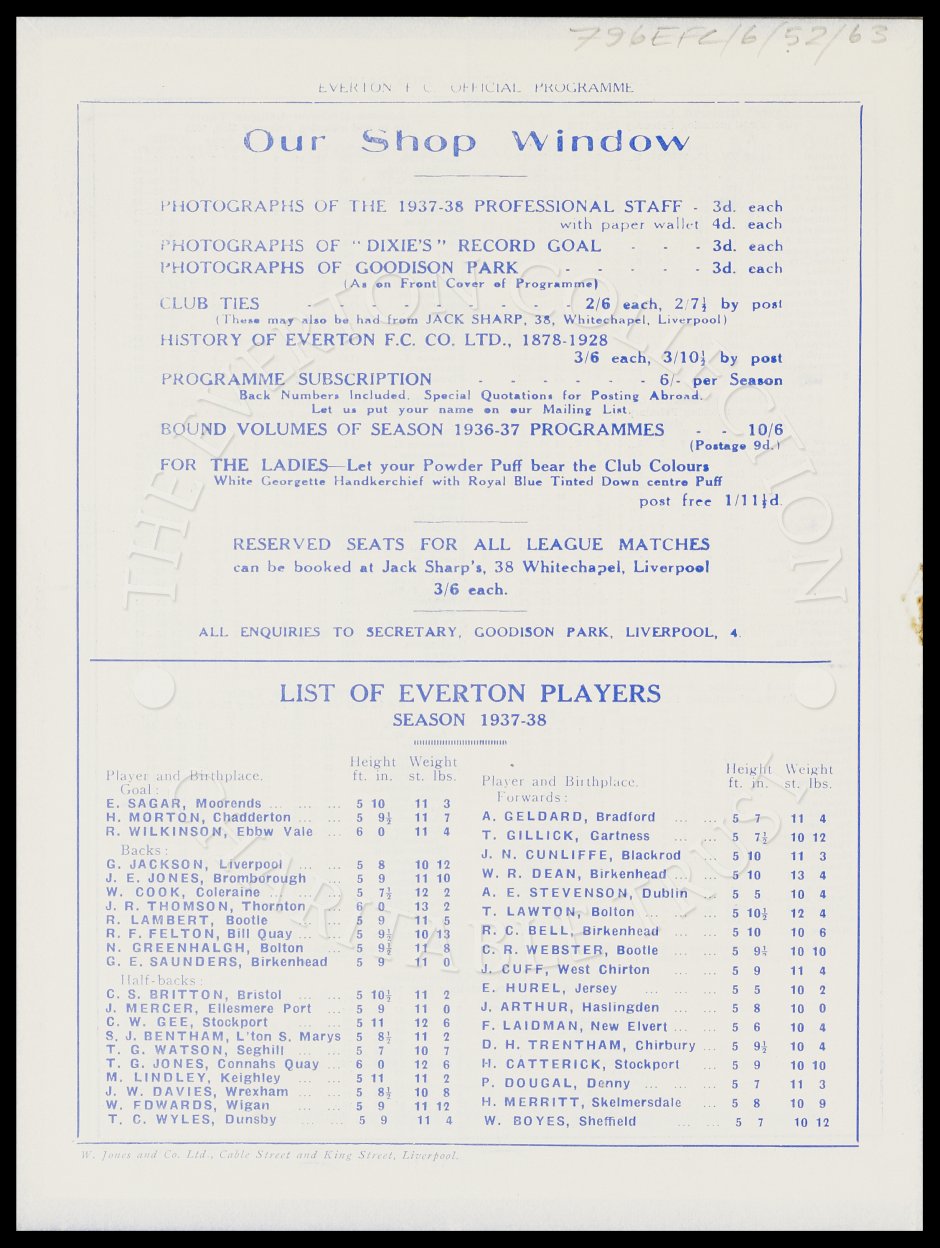 796EFC/6/52/63
EVERTON F.C. OFFICIAL PROGRAMME
Our Shop Window
PHOTOGRAPHS OF THE 1937-38 PROFESSIONAL STAFF - 3d. each
with paper wallet 4d. each
PHOTOGRAPHS OF "DIXIE'S" RECORD GOAL - - - 3d. each
PHOTOGRAPHS OF GOODISON PARK - - - - - 3d. each
(As on Front Cover of Programme)
CLUB TIES - - - - - - - - - 2/6 each, 2/7½ by post
(These may also be had from JACK SHARP, 38, Whitechapel, Liverpool)
HISTORY OF EVERTON F.C. CO. LTD., 1878-1928
3/6 each, 3/10½ by post
PROGRAMME SUBSCRIPTION - - - - - - 6/- per Season
Back Numbers Included. Special Quotations for Posting Abroad.
Let us put your name on our Mailing List.
BOUND VOLUMES OF SEASON 1936-37 PROGRAMMES - - 10/6
(Postage 9d.)
FOR THE LADIES—Let your Powder Puff bear the Club Colours
White Georgette Handkerchief with Royal Blue Tinted Down centre Puff
post free 1/11½d.
RESERVED SEATS FOR ALL LEAGUE MATCHES
can be booked at Jack Sharp's, 38 Whitechapel, Liverpool
3/6 each.
ALL ENQUIRIES TO SECRETARY, GOODISON PARK, LIVERPOOL, 4.
THE EVERTON COLLECTION
CHARITABLE TRUST
LIST OF EVERTON PLAYERS
SEASON 1937-38
Height Weight
Player and Birthplace. ft. in. st. lbs.
Goal:
E. SAGAR, Moorends ... ... ... 5 10 11 3
H. MORTON, Chadderton ... ... 5 9½ 11 7
R. WILKINSON, Ebbw Vale ... 6 0 11 4
Backs:
G. JACKSON, Liverpool ... ... 5 8 10 12
J. E. JONES, Bromborough ... 5 9 11 10
W. COOK, Coleraine ... ... ... 5 7½ 12 2
J. R. THOMSON, Thornton ... 6 0 13 2
R. LAMBERT, Bootle ... ... 5 9 11 5
R. F. FELTON, Bill Quay ... ... 5 9½ 10 13
N. GREENHALGH, Bolton ... 5 9½ 11 8
G. E. SAUNDERS, Birkenhead 5 9 11 0
Half-backs:
C. S. BRITTON, Bristol ... ... 5 10½ 11 2
J. MERCER, Ellesmere Port ... 5 9 11 0
C. W. GEE, Stockport ... ... 5 11 12 6
S. J. BENTHAM, L'ton S. Marys 5 8½ 11 2
T. G. WATSON, Seghill ... ... 5 7 10 7
T. G. JONES, Connahs Quay ... 6 0 12 6
M. LINDLEY, Keighley ... ... 5 11 11 2
J. W. DAVIES, Wrexham ... ... 5 8½ 10 8
W. EDWARDS, Wigan ... ... 5 9 11 12
T. C. WYLES, Dunsby ... ... 5 9 11 4
Height Weight
Player and Birthplace. ft. in. st. lbs.
Forwards:
A. GELDARD, Bradford ... ... 5 7 11 4
T. GILLICK, Gartness ... ... 5 7½ 10 12
J. N. CUNLIFFE, Blackrod ... 5 10 11 3
W. R. DEAN, Birkenhead ... 5 10 13 4
A. E. STEVENSON, Dublin ... 5 5 10 4
T. LAWTON, Bolton ... ... ... 5 10½ 12 4
R. C. BELL, Birkenhead ... ... 5 10 10 6
C. R. WEBSTER, Bootle ... ... 5 9½ 10 10
J. CUFF, West Chirton ... ... 5 9 11 4
E. HUREL, Jersey ... ... ... 5 5 10 2
J. ARTHUR, Haslingden ... ... 5 8 10 0
F. LAIDMAN, New Elvert ... ... 5 6 10 4
D. H. TRENTHAM, Chirbury ... 5 9½ 10 4
H. CATTERICK, Stockport ... 5 9 10 10
P. DOUGAL, Denny ... ... ... 5 7 11 3
H. MERRITT, Skelmersdale ... 5 8 10 9
W. BOYES, Sheffield ... ... 5 7 10 12
W. Jones and Co. Ltd., Cable Street and King Street, Liverpool.